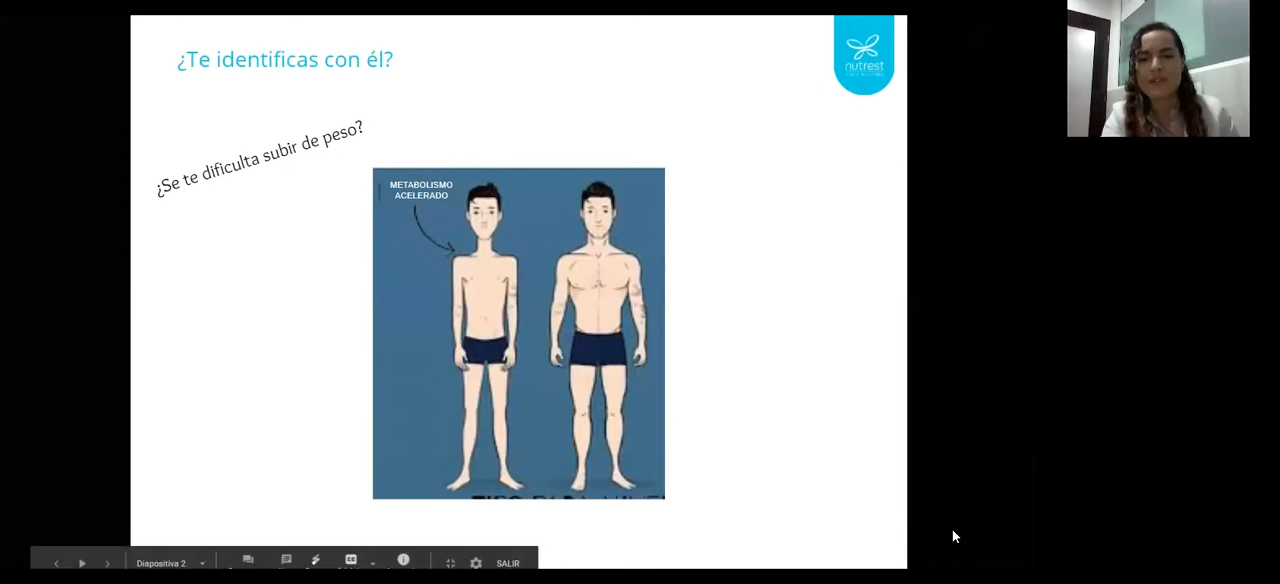 ¿Te identificas con él?
nutrest
¿Se te dificulta subir de peso?
METABOLISMO
ACELERADO
Diapositiva 2
SALIR